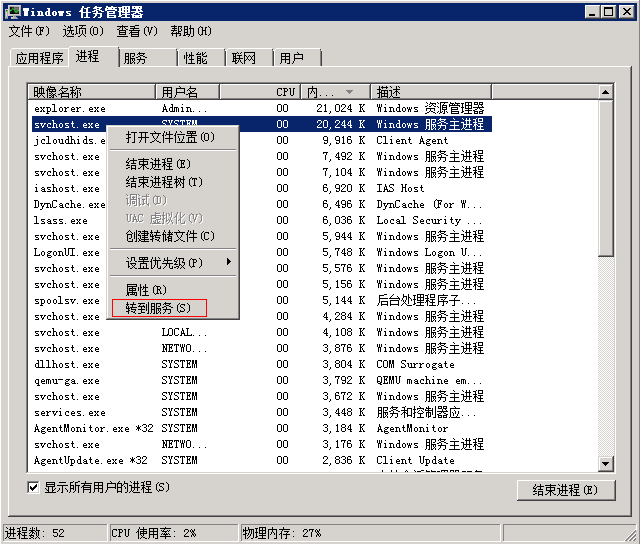 Windows 任务管理器
文件(F) 选项(O) 查看(V) 帮助(H)
应用程序 进程 服务 性能 联网 用户
映像名称 用户名 CPU 内... 描述
explorer.exe Admin... 00 21,024 K Windows 资源管理器
svchost.exe SYSTEM 00 20,244 K Windows 服务主进程
jcloudhids.e 00 9,916 K Client Agent
svchost.exe 00 7,492 K Windows 服务主进程
svchost.exe 00 7,104 K Windows 服务主进程
iashost.exe 00 6,920 K IAS Host
DynCache.exe 00 6,496 K DynCache (For W...
lsass.exe 00 6,036 K Local Security ...
svchost.exe 00 5,944 K Windows 服务主进程
LogonUI.exe 00 5,748 K Windows Logon U...
svchost.exe 00 5,576 K Windows 服务主进程
svchost.exe 00 5,156 K Windows 服务主进程
spoolsv.exe 00 5,144 K 后台处理程序子...
svchost.exe 00 4,284 K Windows 服务主进程
svchost.exe LOCAL... 00 4,108 K Windows 服务主进程
svchost.exe NETWO... 00 3,876 K Windows 服务主进程
dllhost.exe SYSTEM 00 3,804 K COM Surrogate
qemu-ga.exe SYSTEM 00 3,792 K QEMU machine em...
svchost.exe SYSTEM 00 3,672 K Windows 服务主进程
services.exe SYSTEM 00 3,448 K 服务和控制器应...
AgentMonitor.exe *32 SYSTEM 00 3,184 K AgentMonitor
svchost.exe NETWO... 00 3,176 K Windows 服务主进程
AgentUpdate.exe *32 SYSTEM 00 2,836 K Client Update
打开文件位置(O)
结束进程(E)
结束进程树(T)
调试(D)
UAC 虚拟化(V)
创建转储文件(C)
设置优先级(P)
属性(R)
转到服务(S)
显示所有用户的进程(S) 结束进程(E)
进程数: 52 CPU 使用率: 2% 物理内存: 27%